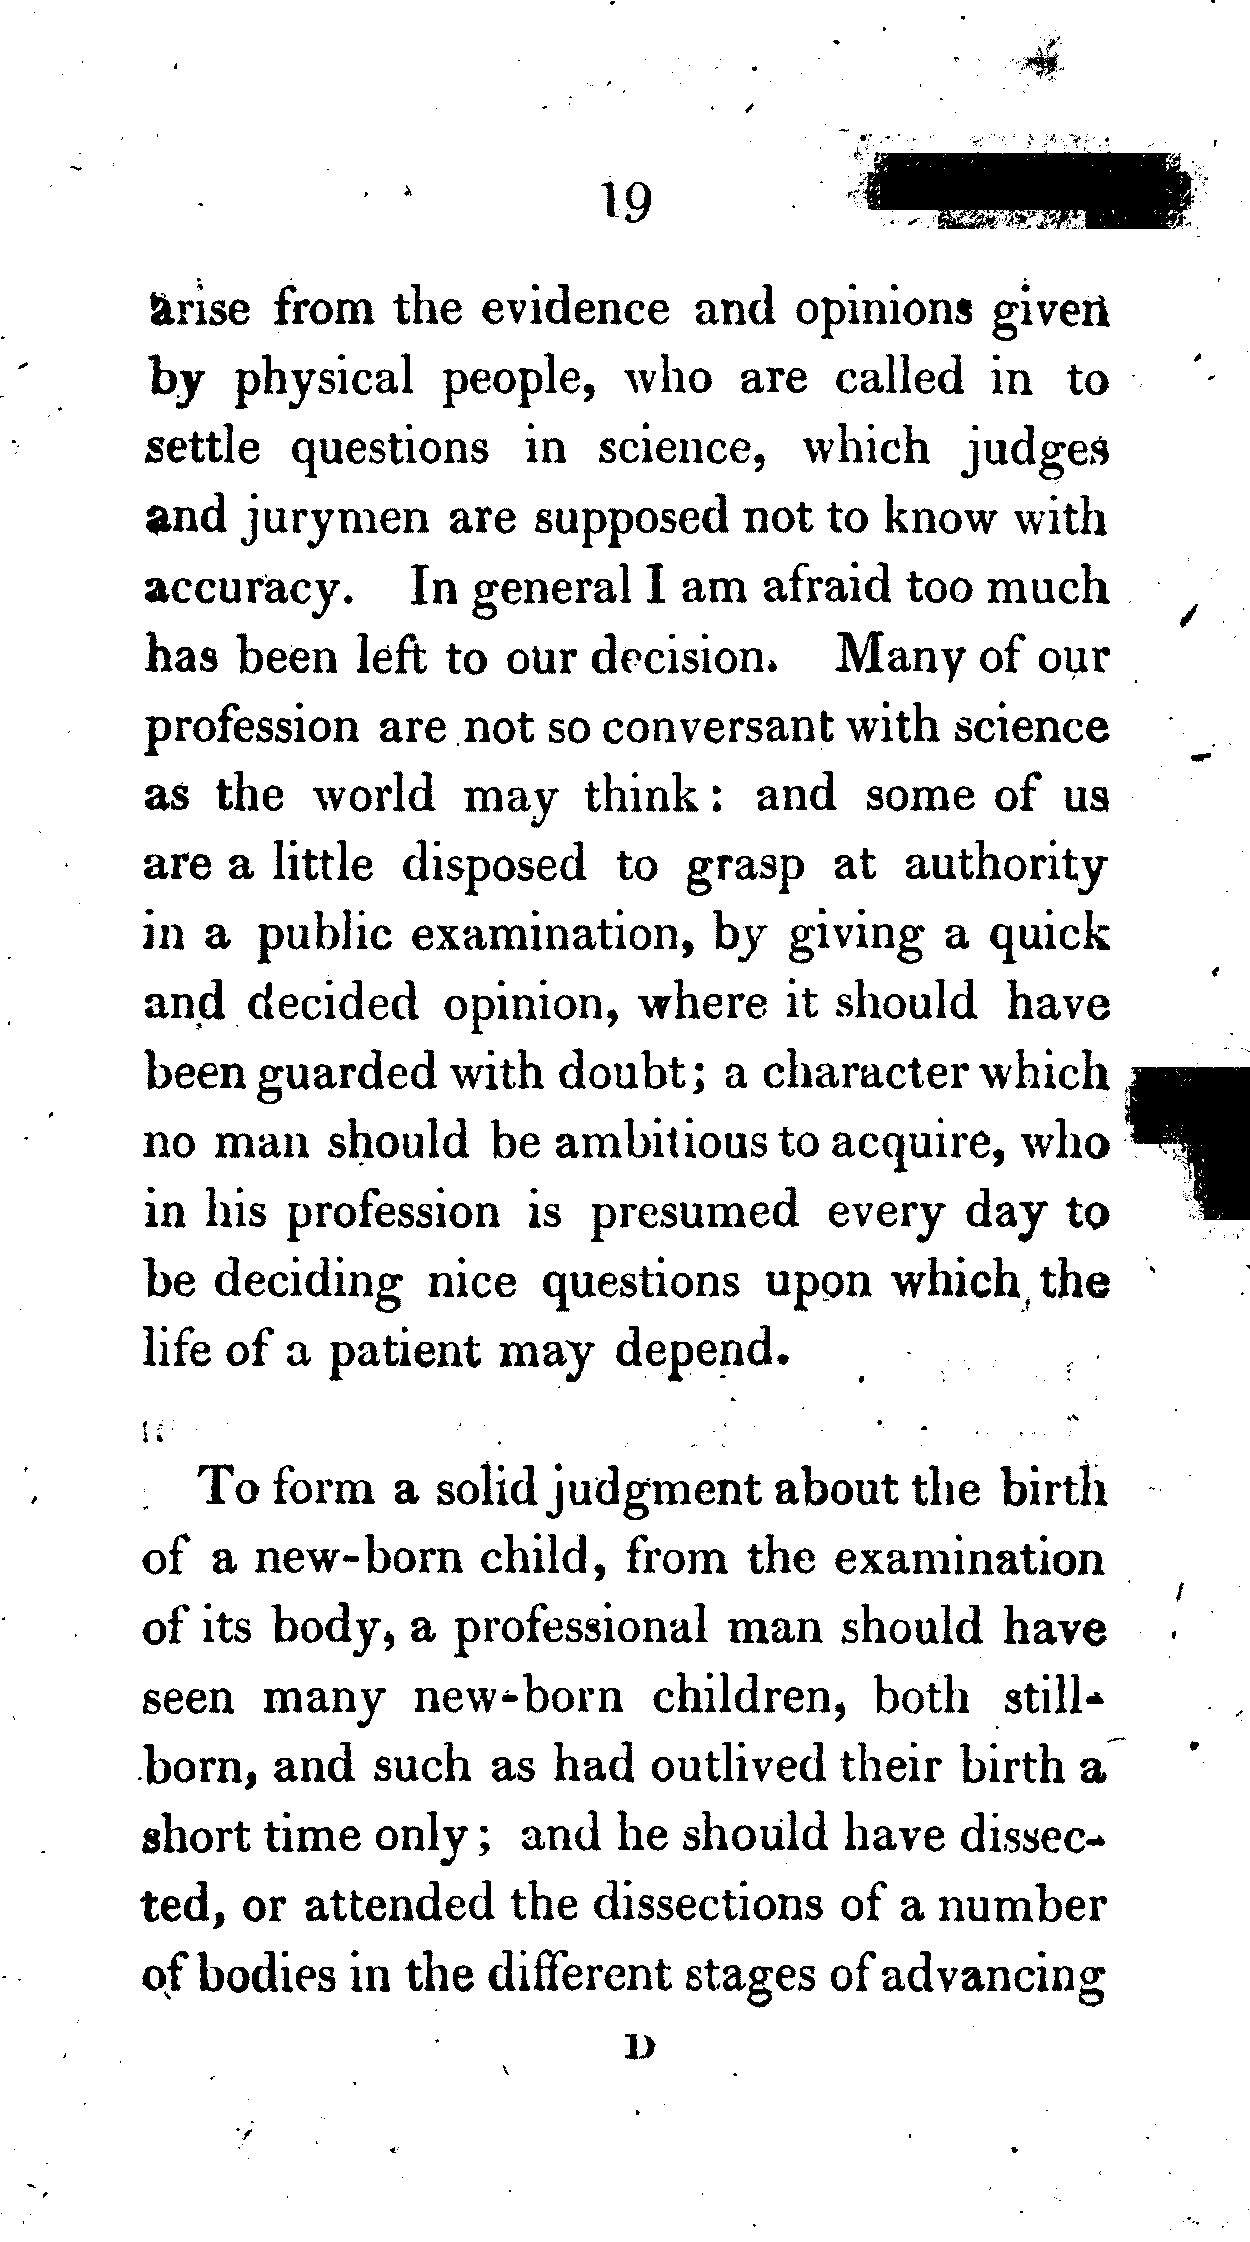 19
arise from the evidence and opinions given
by physical people, who are called in to
settle questions in science, which judges
and jurymen are supposed not to know with
accuracy. In general I am afraid too much
has been left to our decision. Many of our
profession are not so conversant with science
as the world may think: and some of us
are a little disposed to grasp at authority
in a public examination, by giving a quick
and decided opinion, where it should have
been guarded with doubt; a character which
no man should be ambitious to acquire, who
in his profession is presumed every day to
be deciding nice questions upon which the
life of a patient may depend.
To form a solid judgment about the birth
of a new-born child, from the examination
of its body, a professional man should have
seen many new-born children, both still-
born, and such as had outlived their birth a
short time only; and he should have dissec-
ted, or attended the dissections of a number
of bodies in the different stages of advancing
D